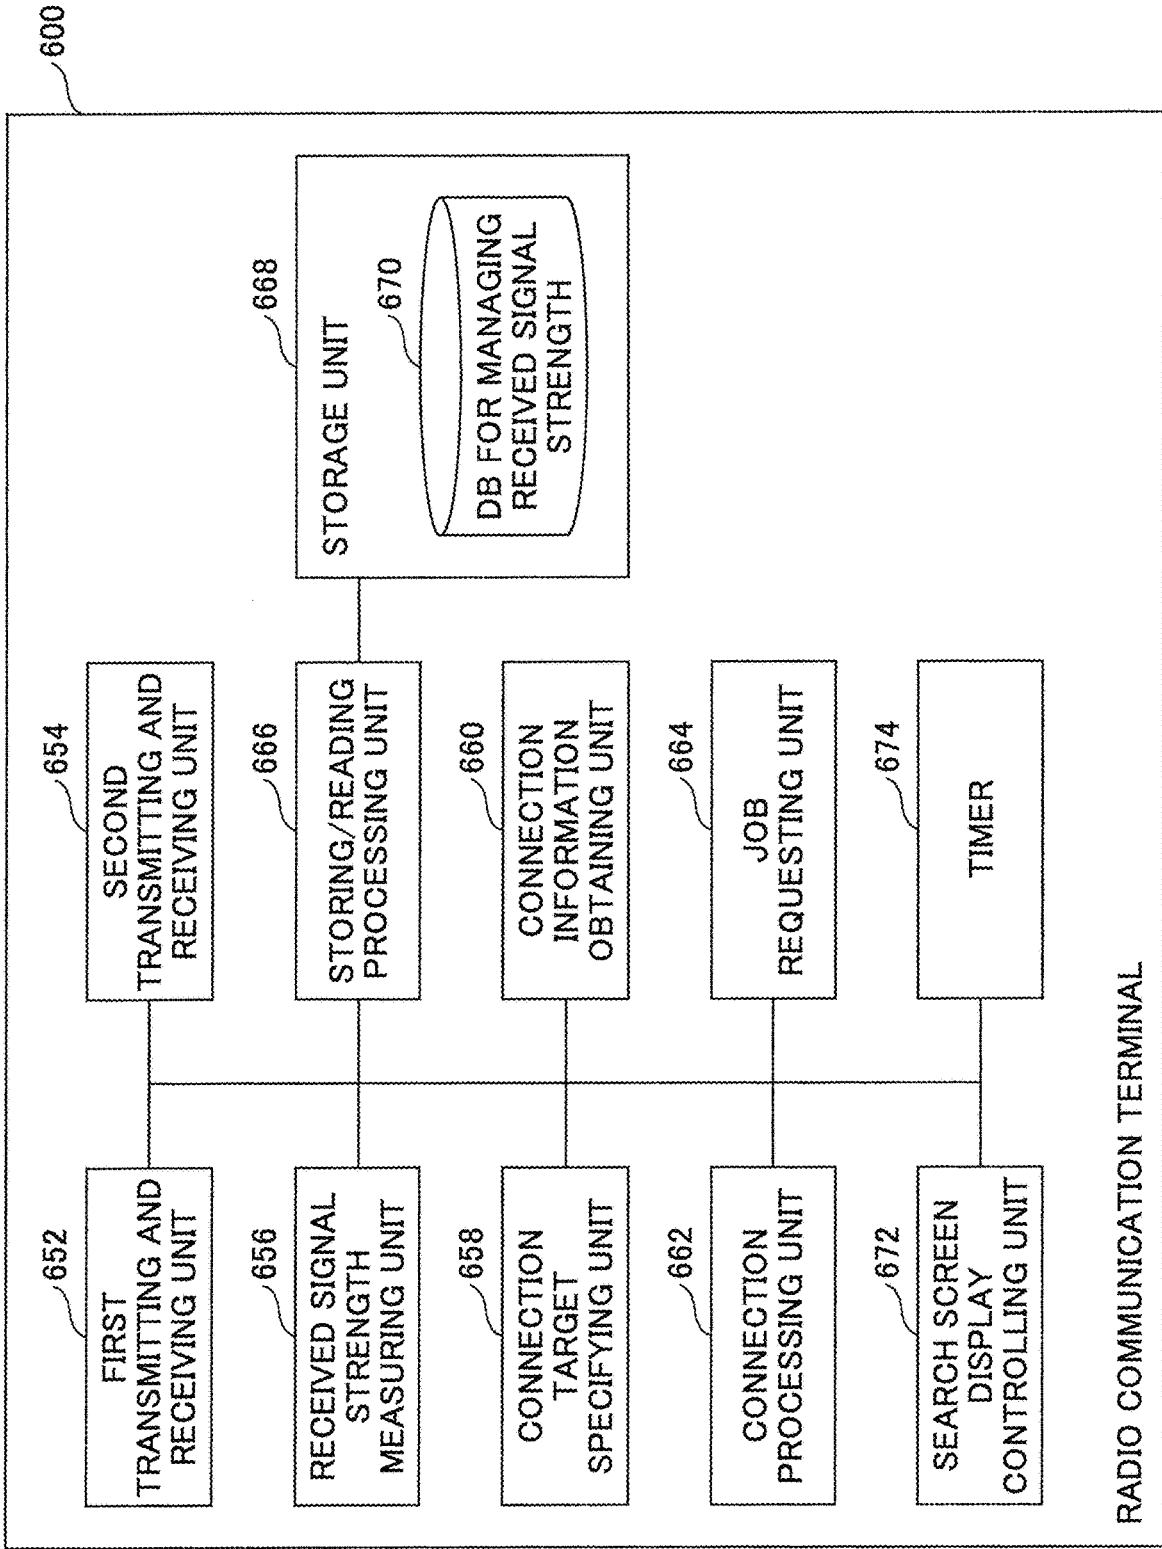 600
652
FIRST
TRANSMITTING AND
RECEIVING UNIT
654
SECOND
TRANSMITTING AND
RECEIVING UNIT
656
RECEIVED SIGNAL
STRENGTH
MEASURING UNIT
666
STORING/READING
PROCESSING UNIT
668
STORAGE UNIT
670
DB FOR MANAGING
RECEIVED SIGNAL
STRENGTH
658
CONNECTION
TARGET
SPECIFYING UNIT
660
CONNECTION
INFORMATION
OBTAINING UNIT
662
CONNECTION
PROCESSING UNIT
664
JOB
REQUESTING UNIT
672
SEARCH SCREEN
DISPLAY
CONTROLLING UNIT
674
TIMER
RADIO COMMUNICATION TERMINAL